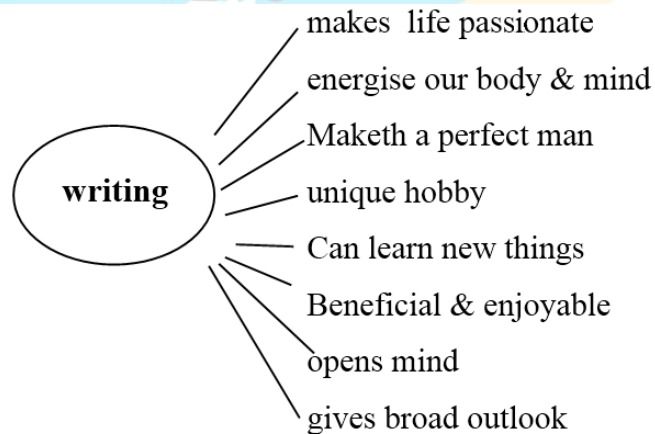 makes life passionate
energise our body & mind
Maketh a perfect man
writing
unique hobby
Can learn new things
Beneficial & enjoyable
opens mind
gives broad outlook